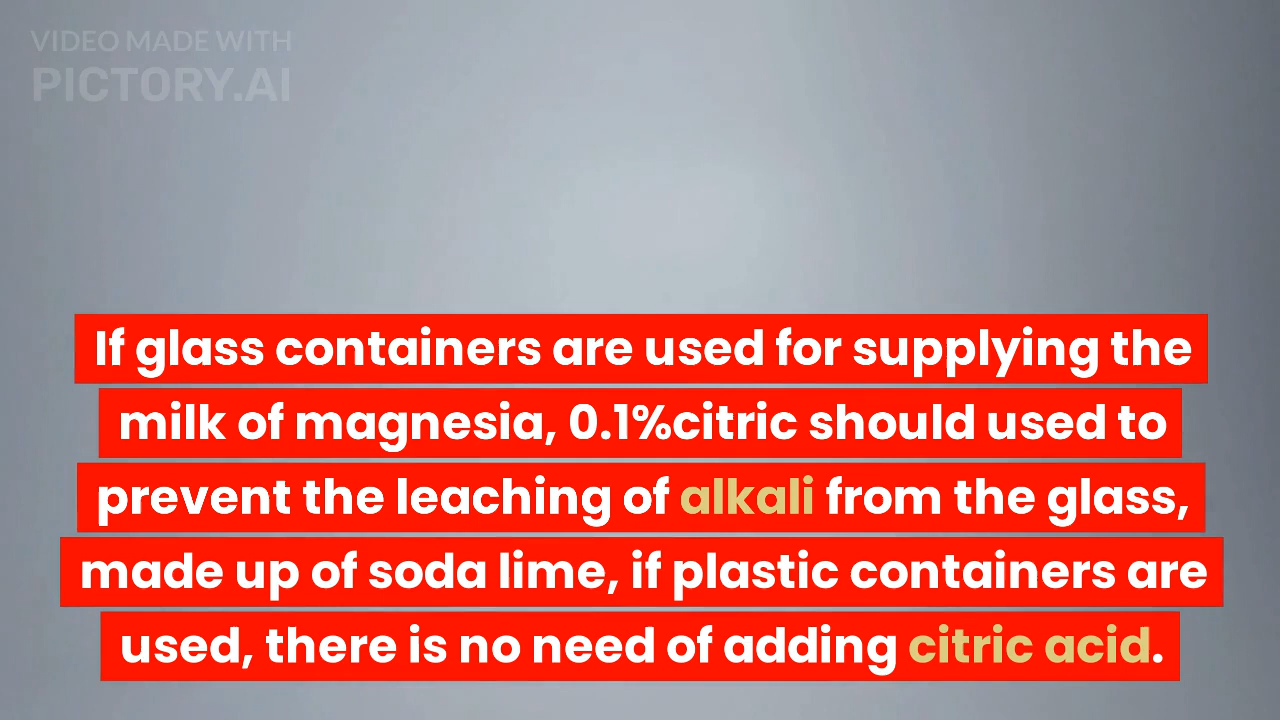 VIDEO MADE WITH
PICTORY.AI
If glass containers are used for supplying the
milk of magnesia, 0.1%citric should used to
prevent the leaching of alkali from the glass,
made up of soda lime, if plastic containers are
used, there is no need of adding citric acid.